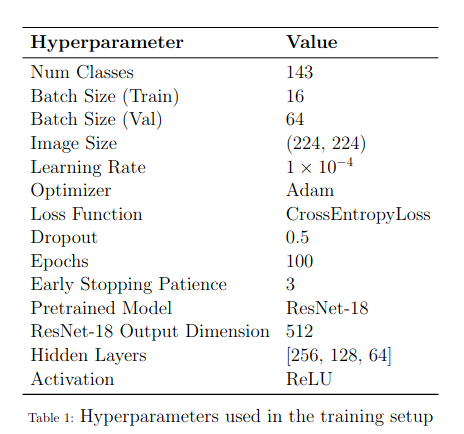 Hyperparameter Value
Num Classes 143
Batch Size (Train) 16
Batch Size (Val) 64
Image Size (224, 224)
Learning Rate 1 × 10⁻⁴
Optimizer Adam
Loss Function CrossEntropyLoss
Dropout 0.5
Epochs 100
Early Stopping Patience 3
Pretrained Model ResNet-18
ResNet-18 Output Dimension 512
Hidden Layers [256, 128, 64]
Activation ReLU
Table 1: Hyperparameters used in the training setup